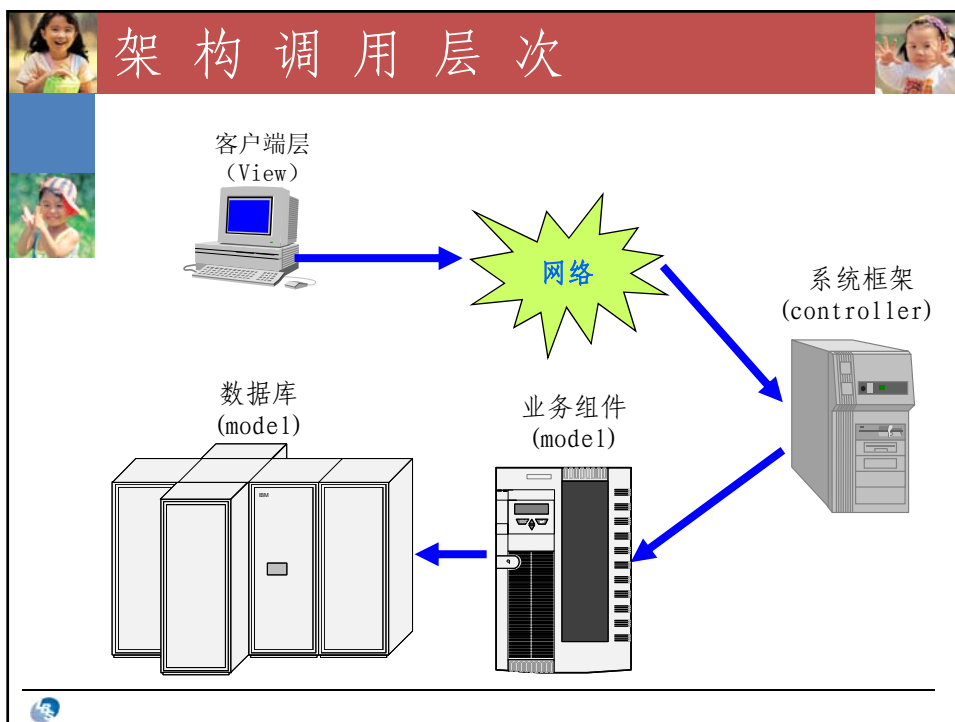 架构调用层次
客户端层
（View）
网络
系统框架
(controller)
数据库
(model)
业务组件
(model)
IBM
LBS